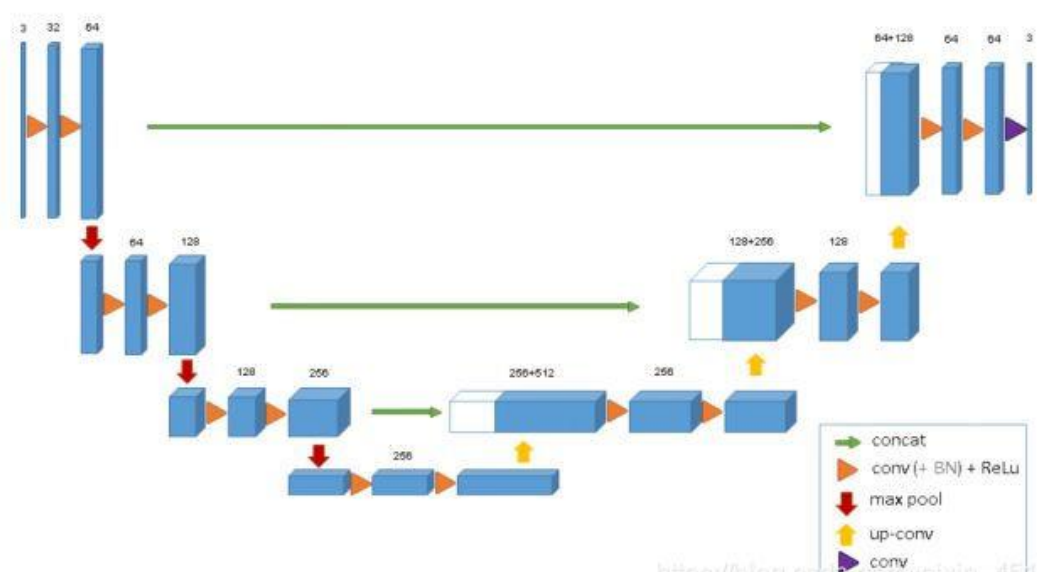 3 32 64
64+128 64 64 3
64 128
128+256 128
128 256
256+512 256
256
concat
conv (+ BN) + ReLu
max pool
up-conv
conv